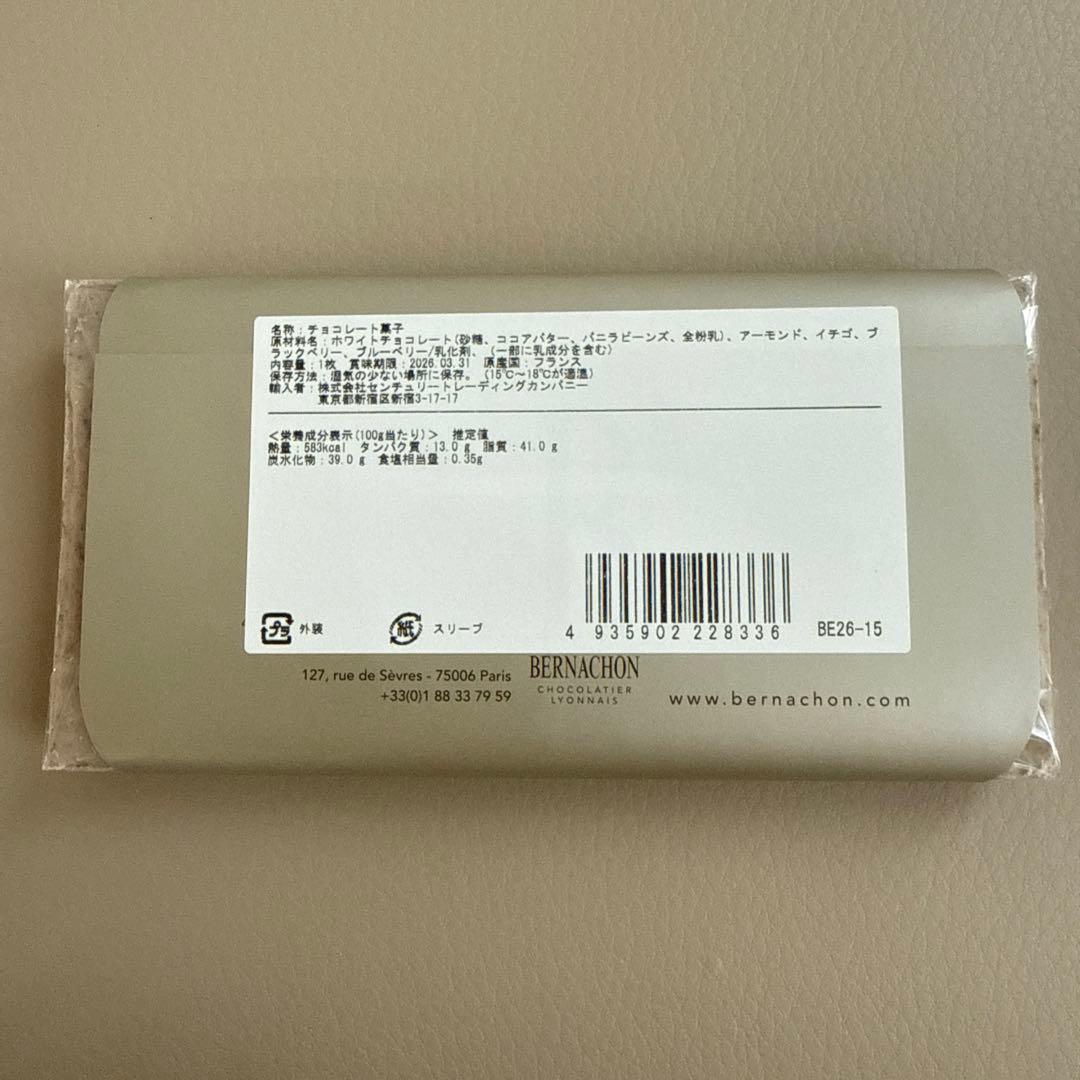 名称：チョコレート菓子
原材料名：ホワイトチョコレート(砂糖、ココアバター、バニラビーンズ、全粉乳)、アーモンド、イチゴ、ブ
ラックベリー、ブルーベリー/乳化剤、（一部に乳成分を含む）
内容量：1枚　賞味期限：2026.03.31　原産国：フランス
保存方法：湿気の少ない場所に保存。（15℃～18℃が適温）
輸入者：株式会社センチュリートレーディングカンパニー
東京都新宿区新宿3-17-17
＜栄養成分表示(100g当たり)＞　推定値
熱量：583kcal　タンパク質：13.0 g　脂質：41.0 g
炭水化物：39.0 g　食塩相当量：0.35g
プラ 外装　紙 スリーブ　4 935902 228336　BE26-15
127, rue de Sèvres - 75006 Paris
+33(0)1 88 33 79 59
BERNACHON
CHOCOLATIER
LYONNAIS
www.bernachon.com